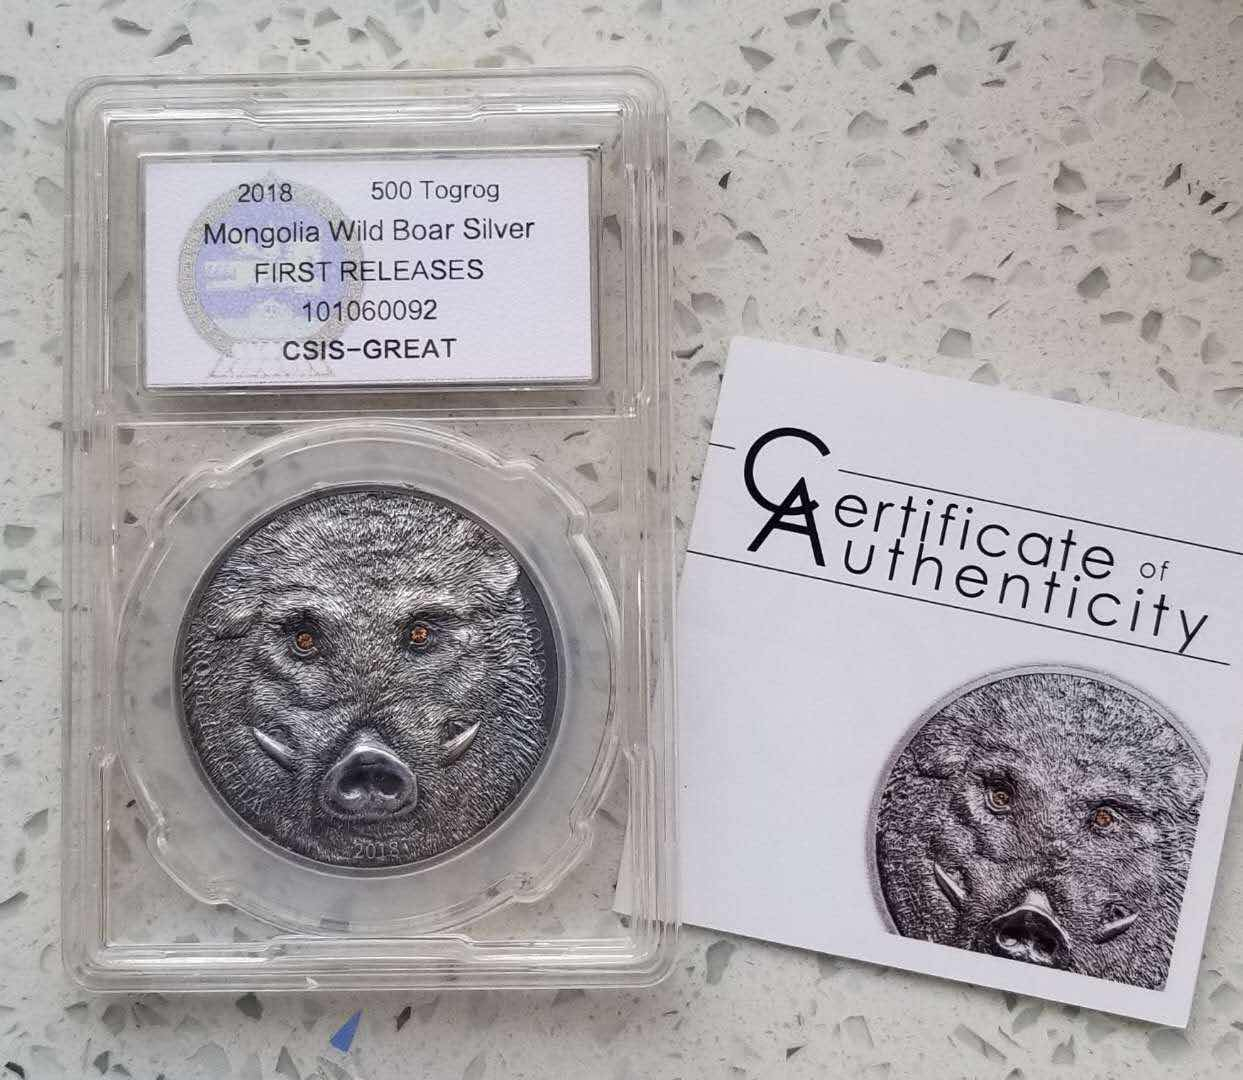 2018 500 Togrog
Mongolia Wild Boar Silver
FIRST RELEASES
101060092
CSIS-GREAT
2018
Certificate of
Authenticity